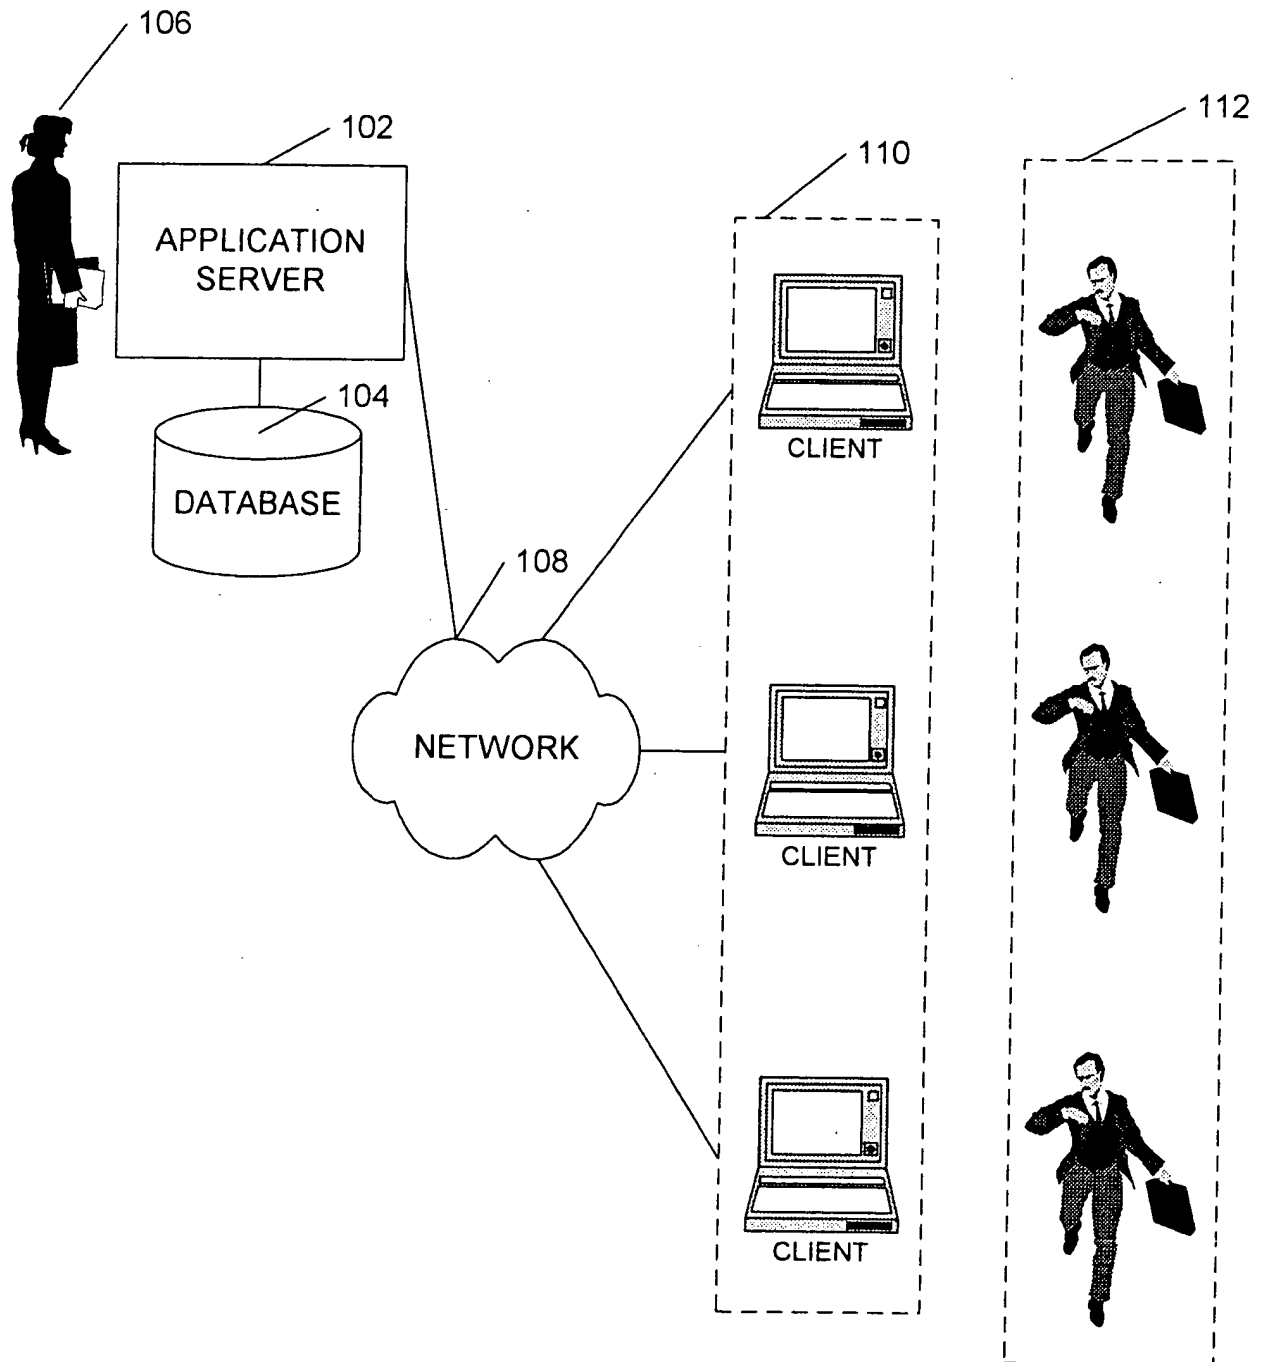 106
102
112
110
APPLICATION
SERVER
104
CLIENT
DATABASE
108
NETWORK
CLIENT
CLIENT